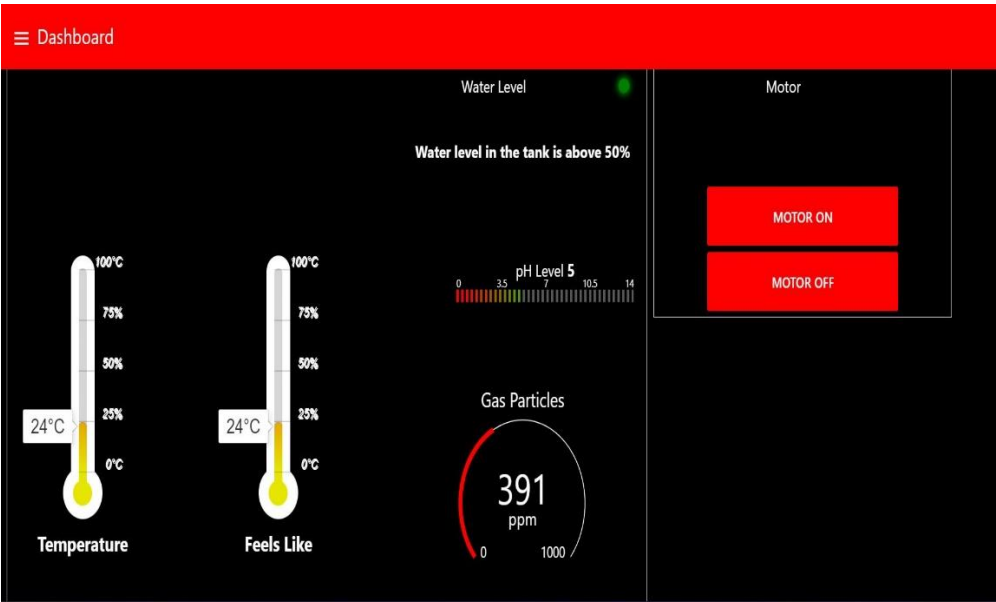 ≡ Dashboard
Water Level
Water level in the tank is above 50%
Motor
MOTOR ON
MOTOR OFF
100°C
75%
50%
25%
0°C
24°C
Temperature
100°C
75%
50%
25%
0°C
24°C
Feels Like
pH Level 5
0 3.5 7 10.5 14
Gas Particles
391
ppm
0 1000